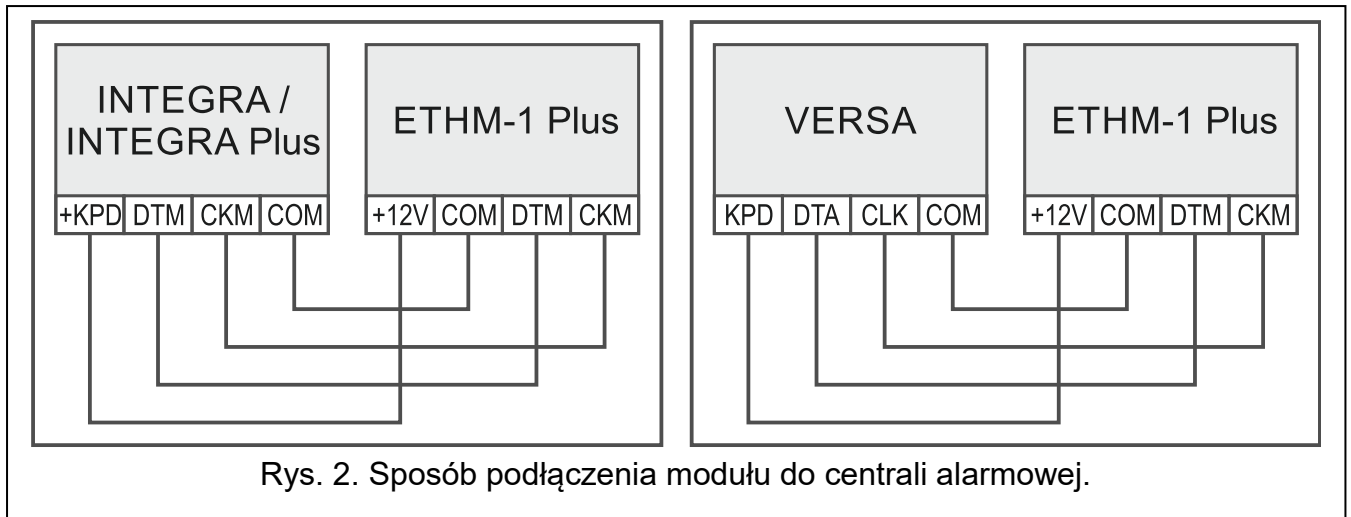 INTEGRA /
INTEGRA Plus
+KPD DTM CKM COM
ETHM-1 Plus
+12V COM DTM CKM
VERSA
KPD DTA CLK COM
ETHM-1 Plus
+12V COM DTM CKM
Rys. 2. Sposób podłączenia modułu do centrali alarmowej.